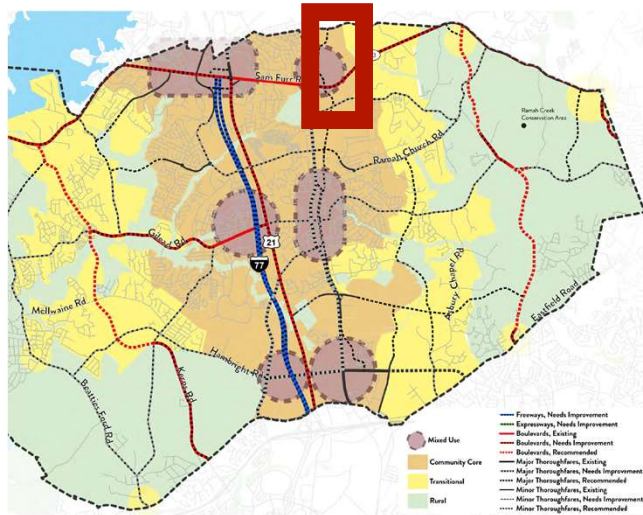 Sam Furr R
Ramah Creek
Conservation Area
Ramah Church Rd
Gilead Rd
21
77
Asbury Chapel Rd
McIlwaine Rd
Eastfield Road
Hambright R
Beatties Ford Rd
Kerns Rd
Mixed Use
Community Core
Transitional
Rural
Freeways, Needs Improvement
Expressways, Needs Improvement
Boulevards, Existing
Boulevards, Needs Improvement
Boulevards, Recommended
Major Thoroughfares, Existing
Major Thoroughfares, Needs Improvement
Major Thoroughfares, Recommended
Minor Thoroughfares, Existing
Minor Thoroughfares, Needs Improvement
Minor Thoroughfares, Recommended